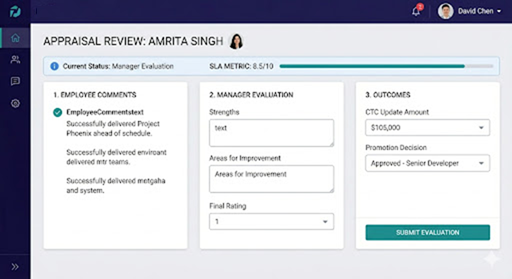 David Chen
APPRAISAL REVIEW: AMRITA SINGH
Current Status: Manager Evaluation
SLA METRIC: 8.5/10
1. EMPLOYEE COMMENTS
EmployeeCommentstext
Successfully delivered Project
Phoenix ahead of schedule.
Successfully delivered enviroant
delivered mtr teams.
Successfully delivered metgaha
and system.
2. MANAGER EVALUATION
Strengths
text
Areas for Improvement
Areas for Improvement
Final Rating
1
3. OUTCOMES
CTC Update Amount
$105,000
Promotion Decision
Approved - Senior Developer
SUBMIT EVALUATION